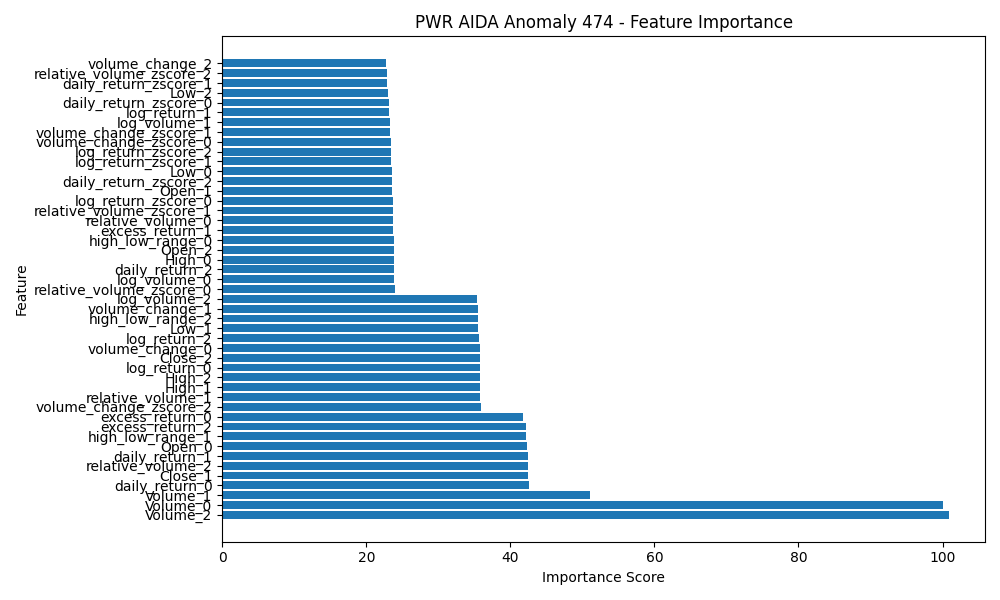 PWR AIDA Anomaly 474 - Feature Importance
volume_change_2
relative_volume_zscore_2
daily_return_zscore_1
Low_2
daily_return_zscore_0
log_return_1
log_volume_1
volume_change_zscore_1
volume_change_zscore_0
log_return_zscore_2
log_return_zscore_1
Low_0
daily_return_zscore_2
Open_1
log_return_zscore_0
relative_volume_zscore_1
relative_volume_0
excess_return_1
high_low_range_0
Open_2
High_0
daily_return_2
log_volume_0
relative_volume_zscore_0
log_volume_2
volume_change_1
high_low_range_2
Low_1
log_return_2
volume_change_0
Close_2
log_return_0
High_2
High_1
relative_volume_1
volume_change_zscore_2
excess_return_0
excess_return_2
high_low_range_1
Open_0
daily_return_1
relative_volume_2
Close_1
daily_return_0
Volume_1
Volume_0
Volume_2
Feature
0 20 40 60 80 100
Importance Score